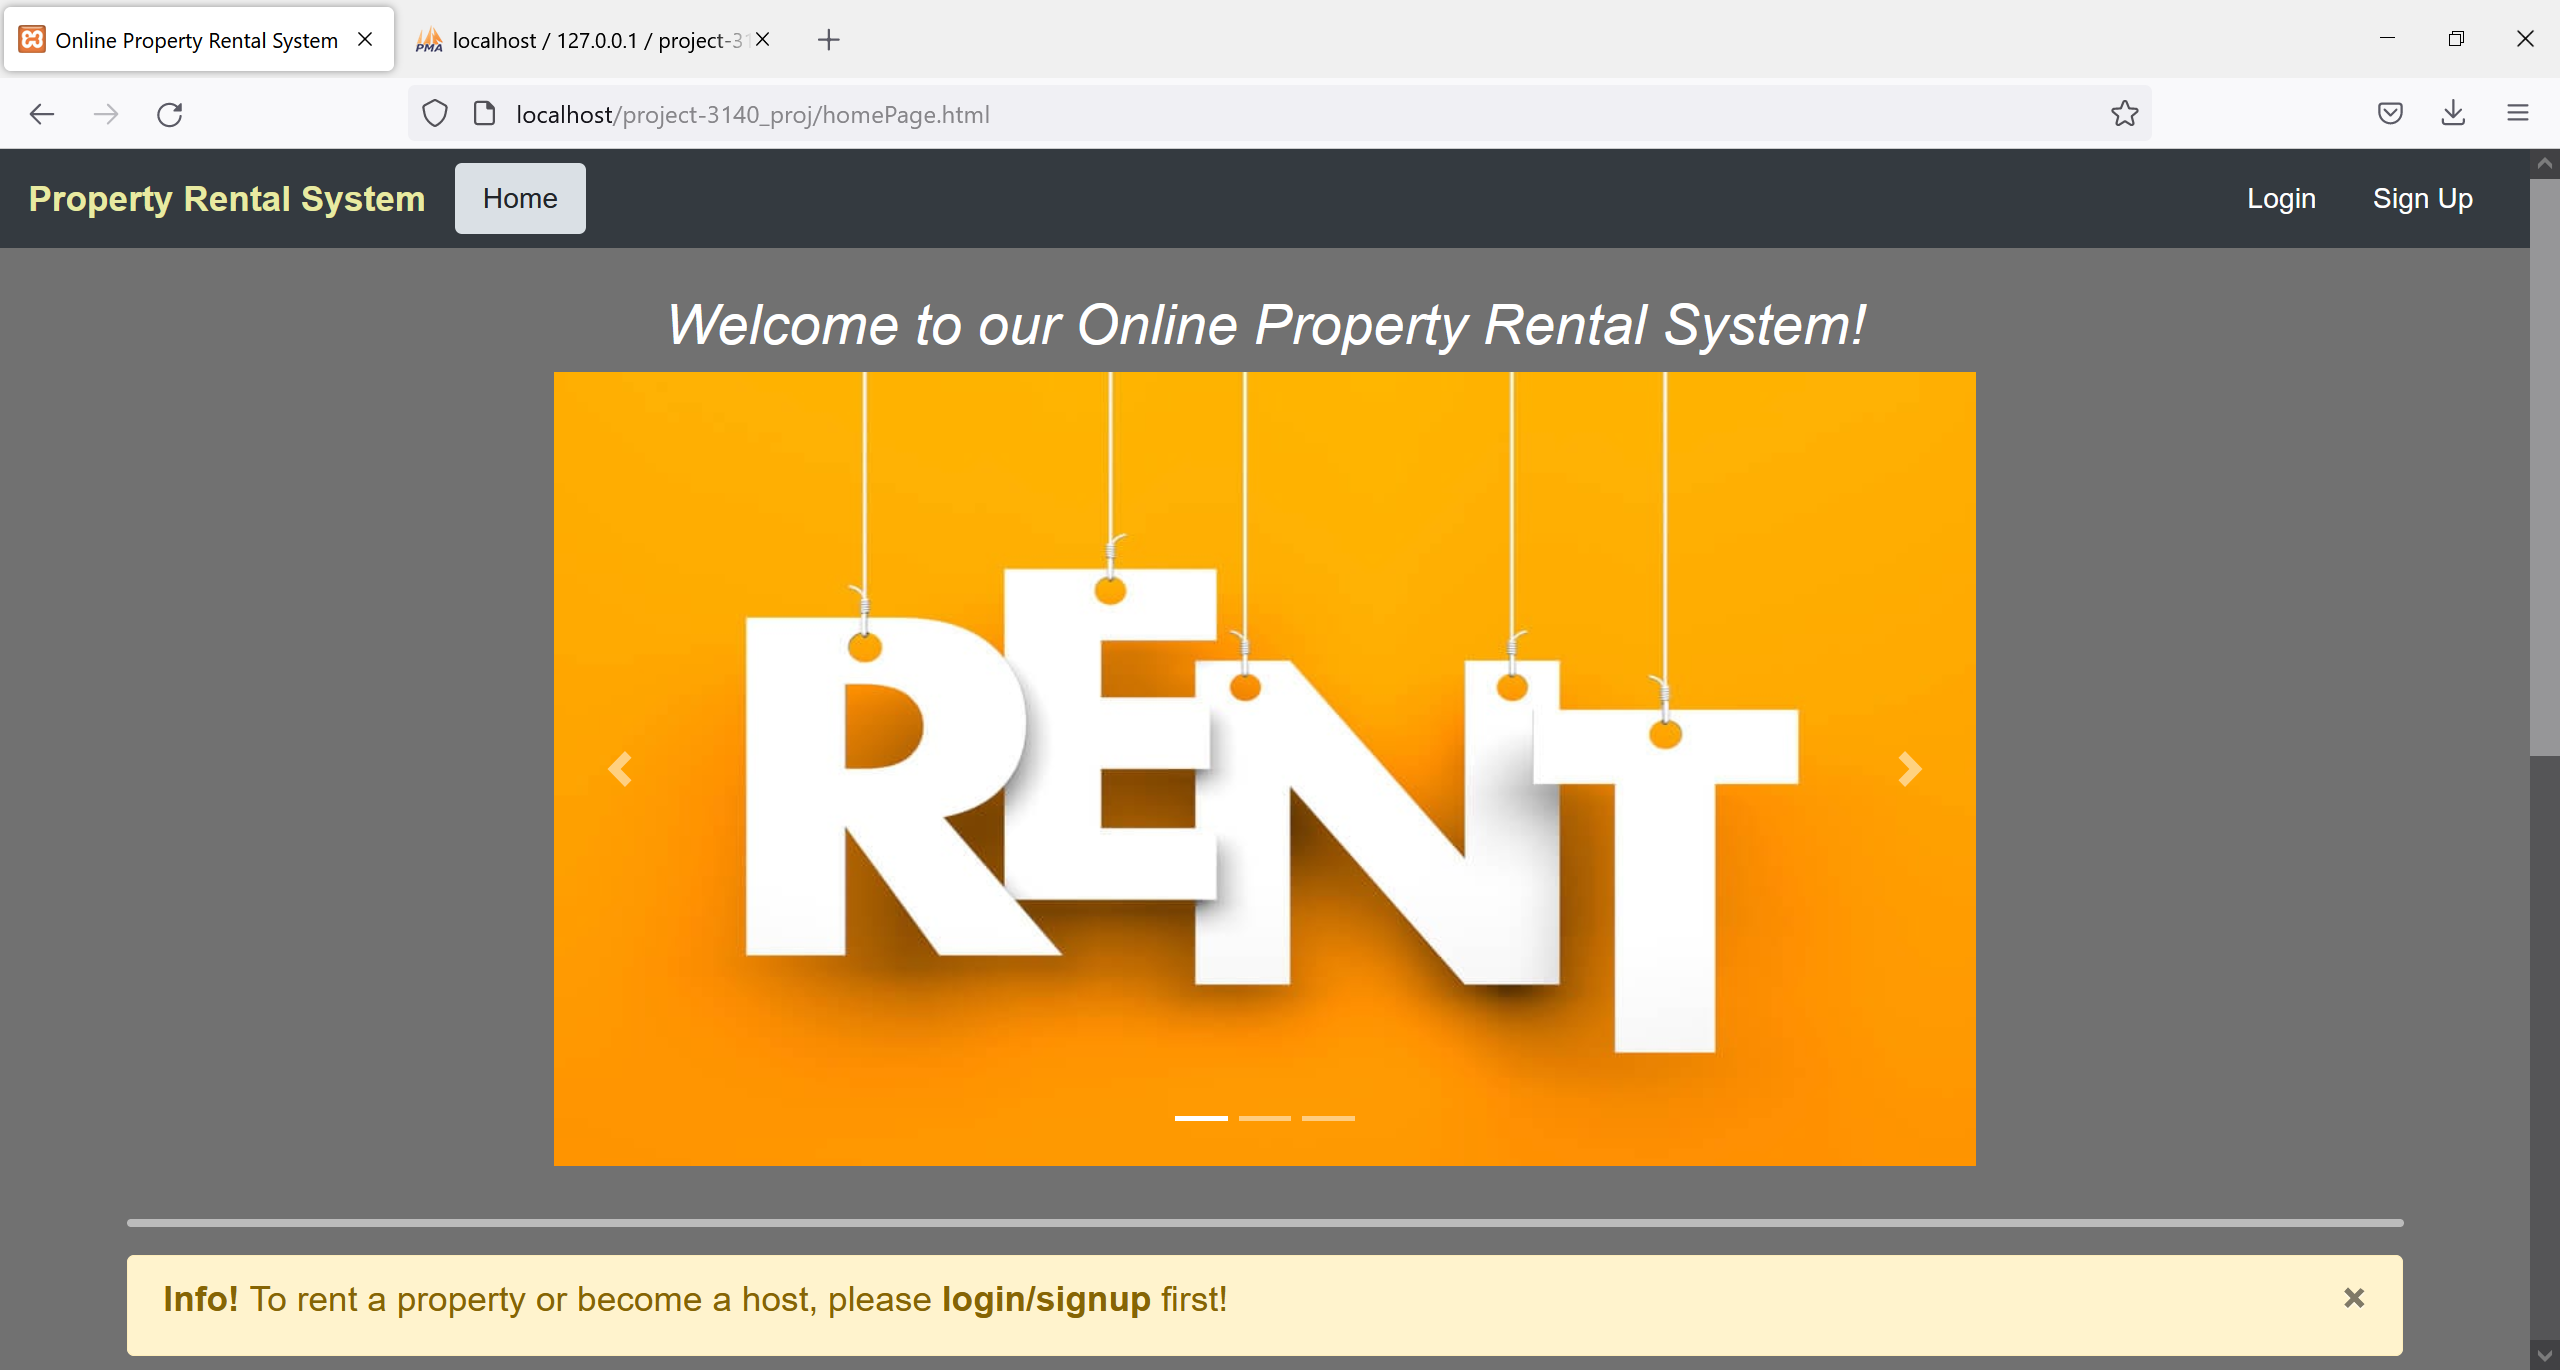 Online Property Rental System
PMA localhost / 127.0.0.1 / project-31
localhost/project-3140_proj/homePage.html
Property Rental System Home Login Sign Up
Welcome to our Online Property Rental System!
RENT
Info! To rent a property or become a host, please login/signup first!